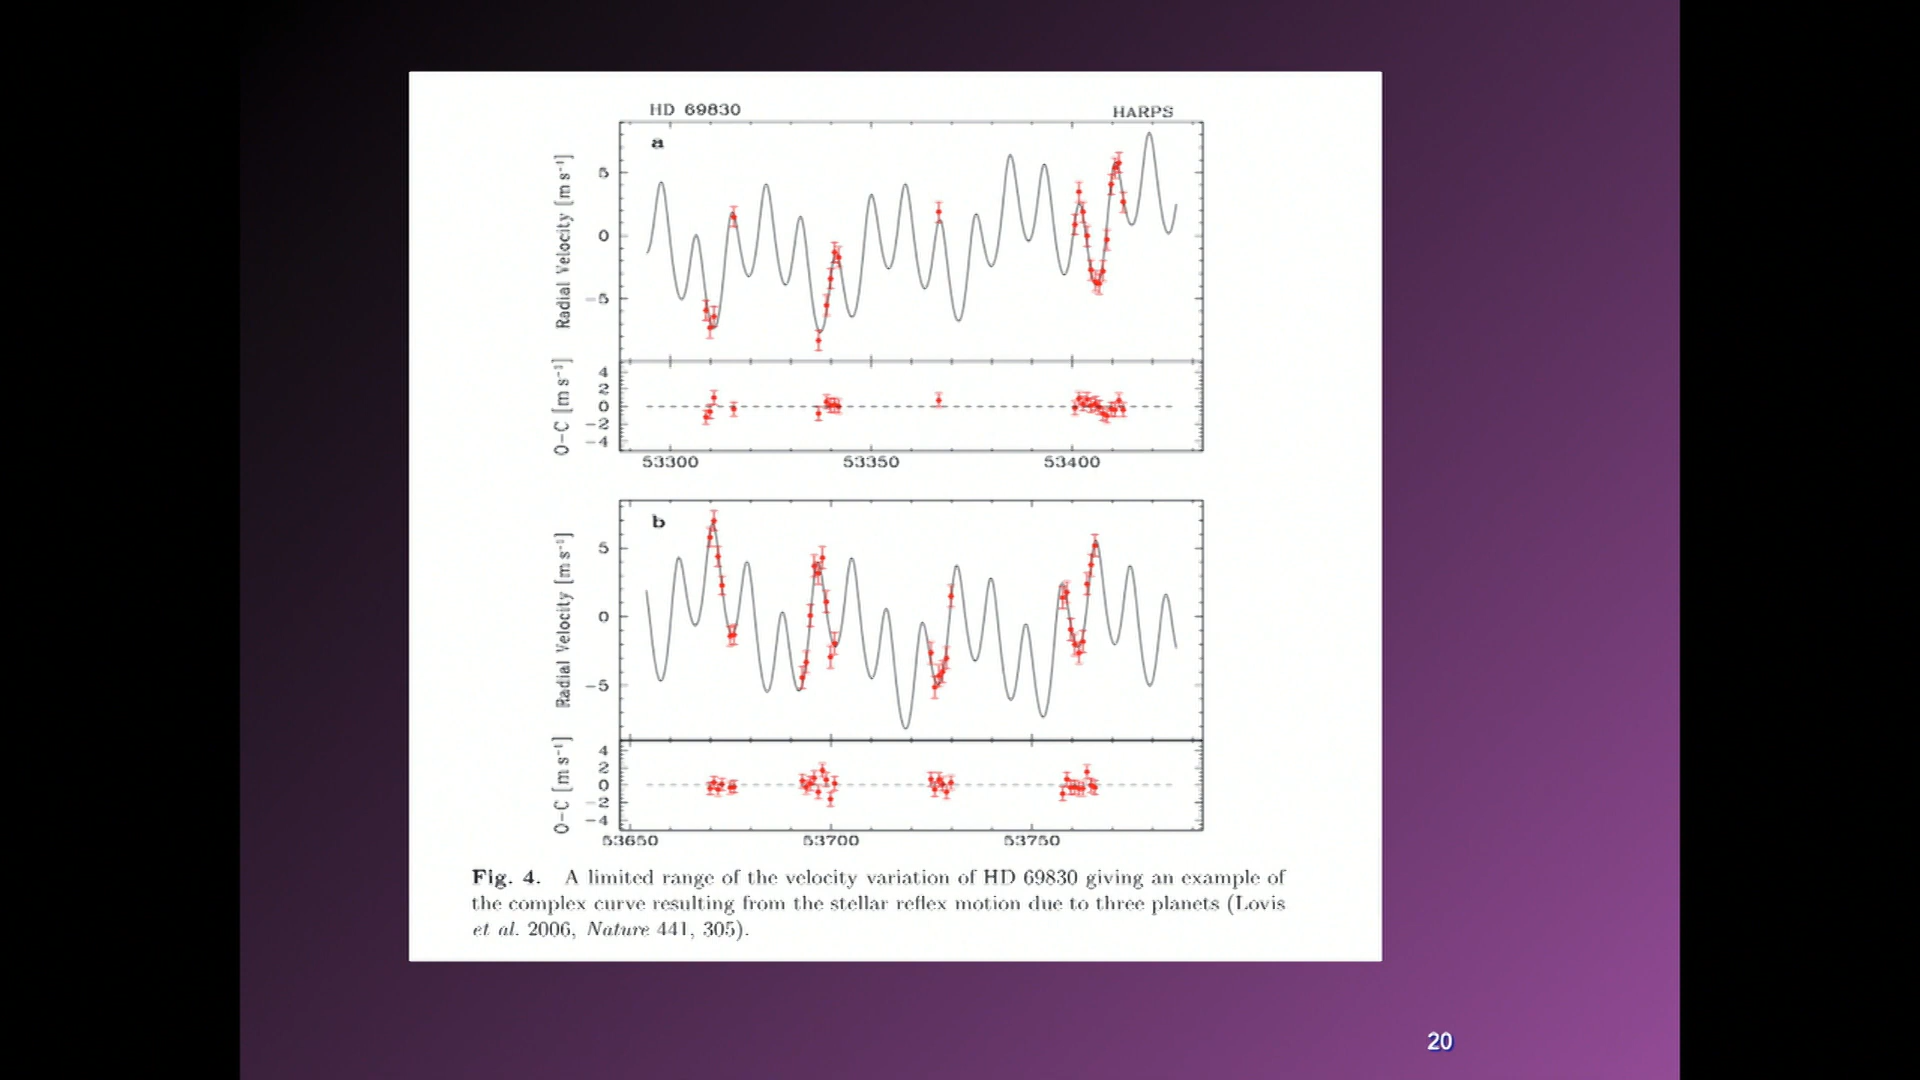 HD 69830
HARPS
a
Radial Velocity [m s⁻¹]
5
0
−5
O−C [m s⁻¹]
4
2
0
−2
−4
53300 53350 53400
b
Radial Velocity [m s⁻¹]
5
0
−5
O−C [m s⁻¹]
4
2
0
−2
−4
53650 53700 53750
Fig. 4. A limited range of the velocity variation of HD 69830 giving an example of
the complex curve resulting from the stellar reflex motion due to three planets (Lovis
et al. 2006, Nature 441, 305).
20